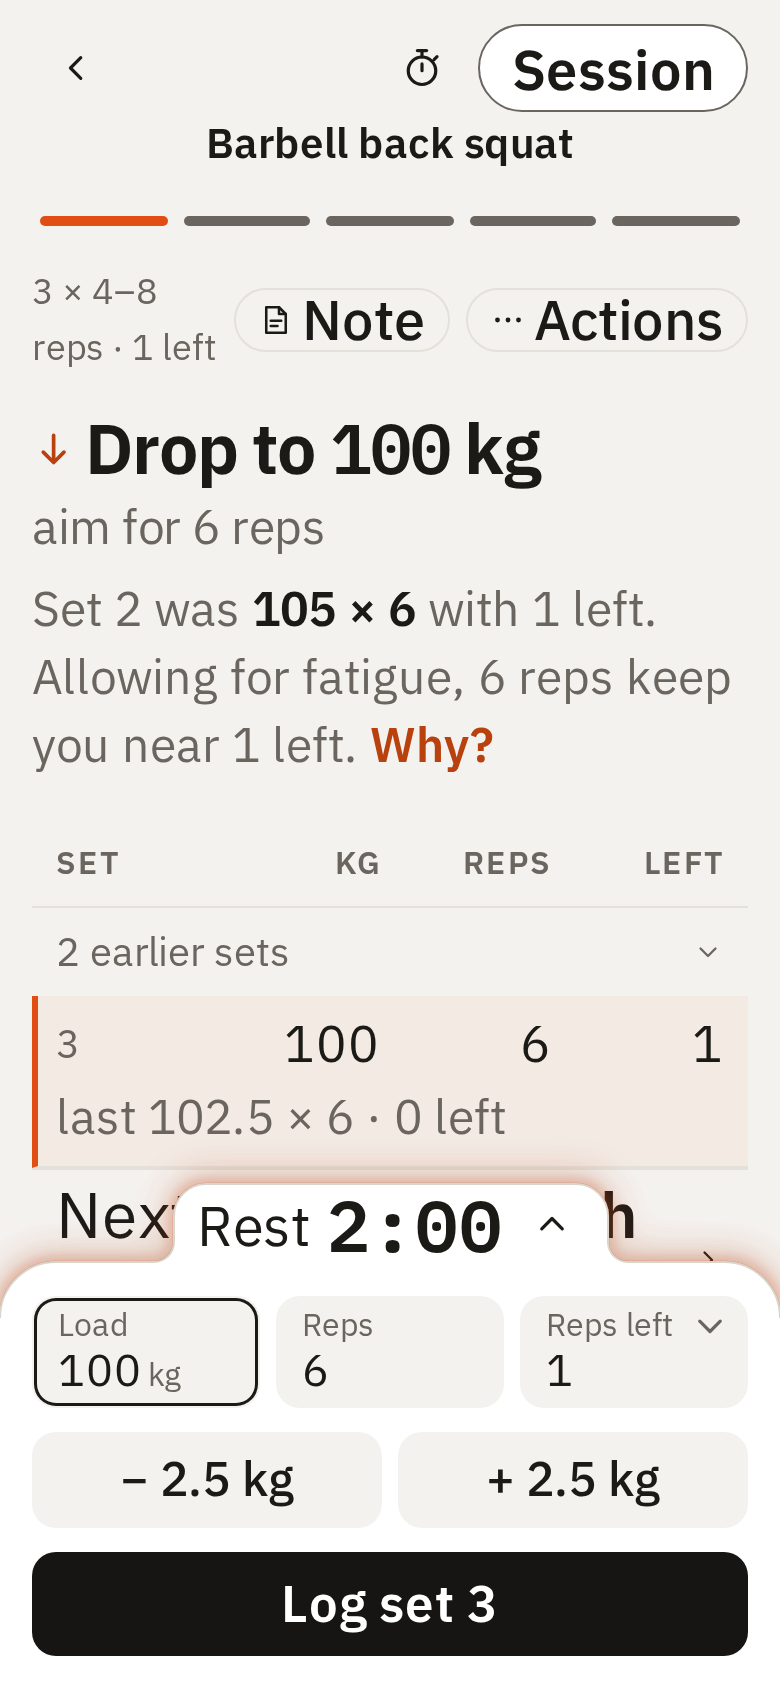 Session
Barbell back squat
3 × 4–8
reps · 1 left
Note
Actions
Drop to 100 kg
aim for 6 reps
Set 2 was 105 × 6 with 1 left.
Allowing for fatigue, 6 reps keep
you near 1 left. Why?
SET KG REPS LEFT
2 earlier sets
3 100 6 1
last 102.5 × 6 · 0 left
Next
Rest 2:00
Load
100 kg
Reps
6
Reps left
1
− 2.5 kg
+ 2.5 kg
Log set 3